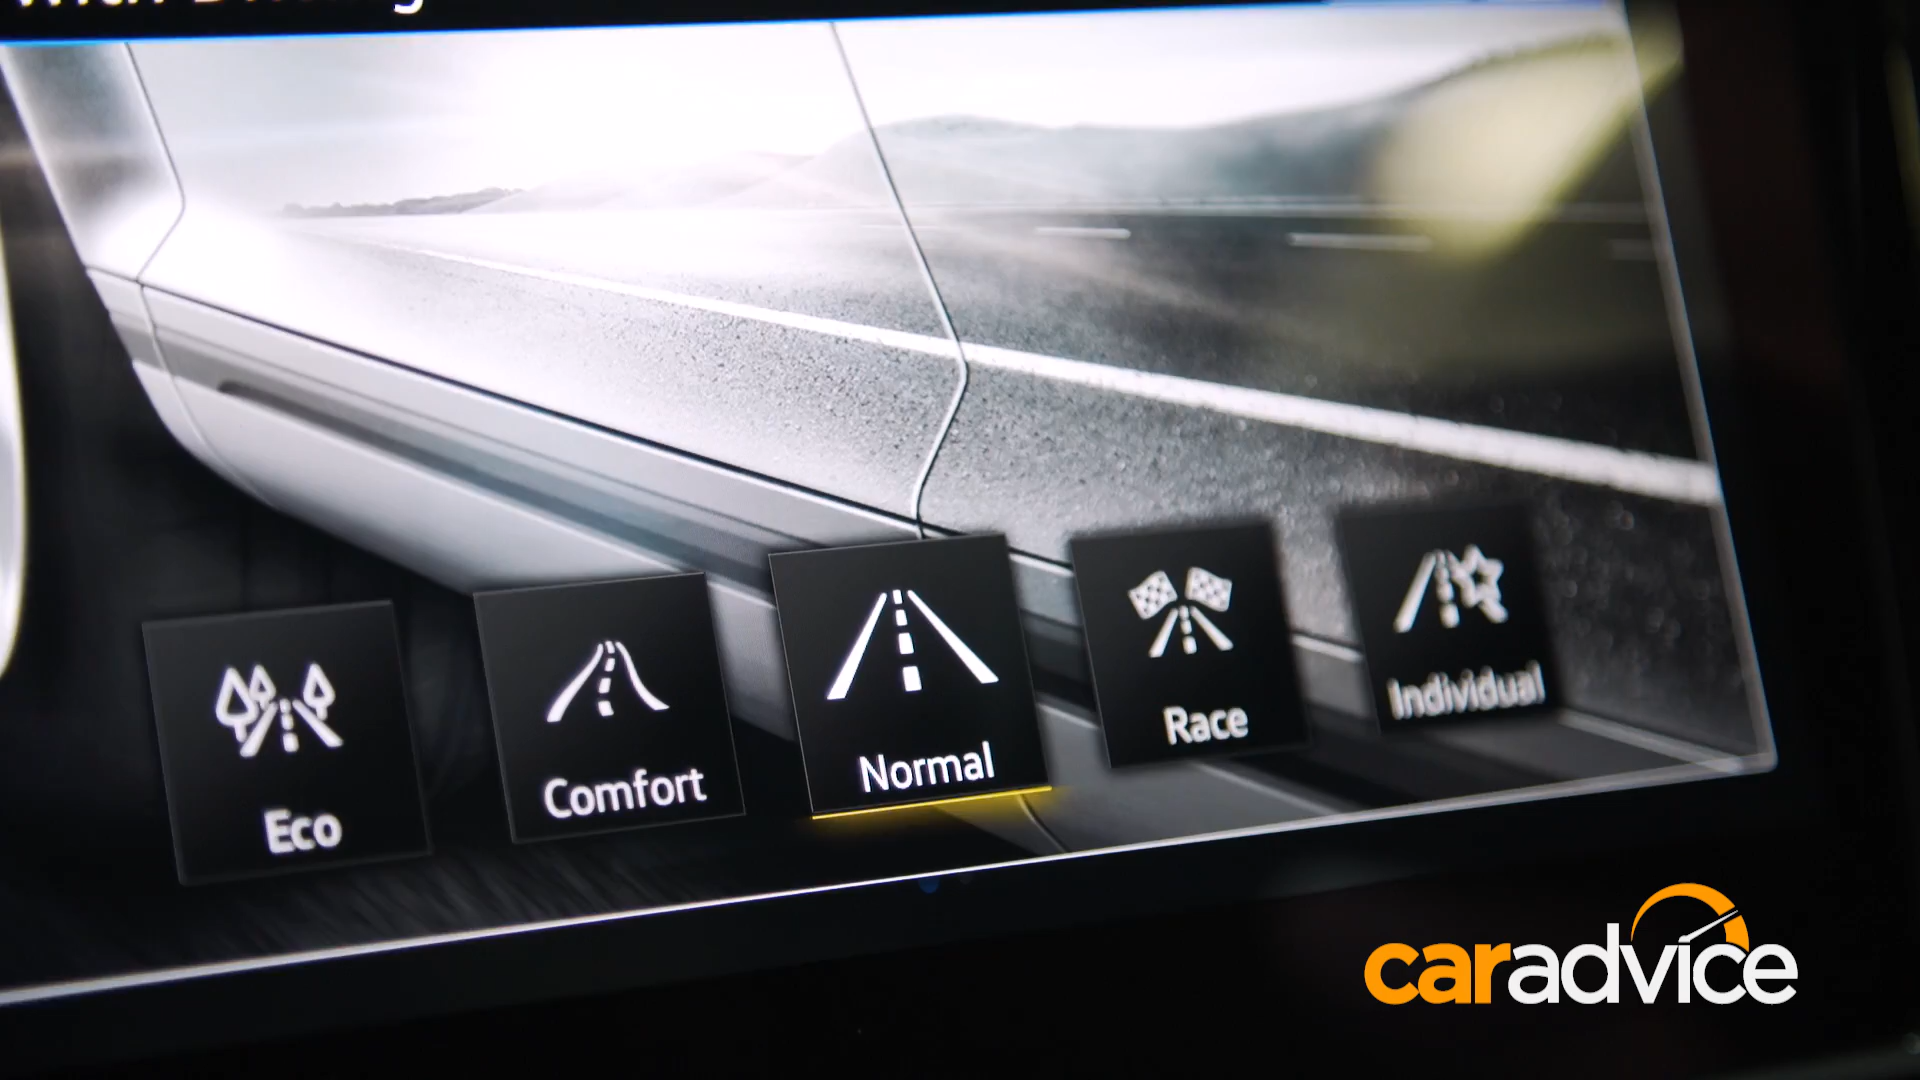 Eco
Comfort
Normal
Race
Individual
caradvice